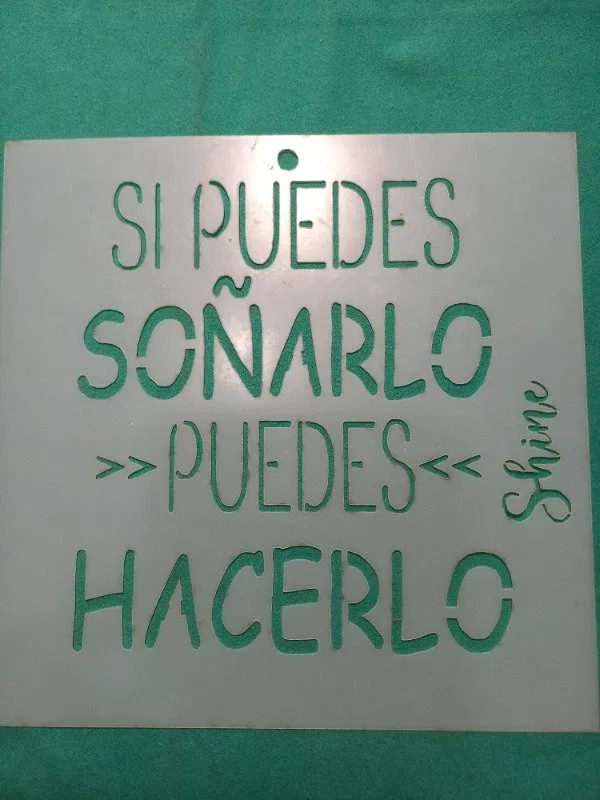 SI PUEDES
SOÑARLO
>>PUEDES<<
HACERLO
Shine